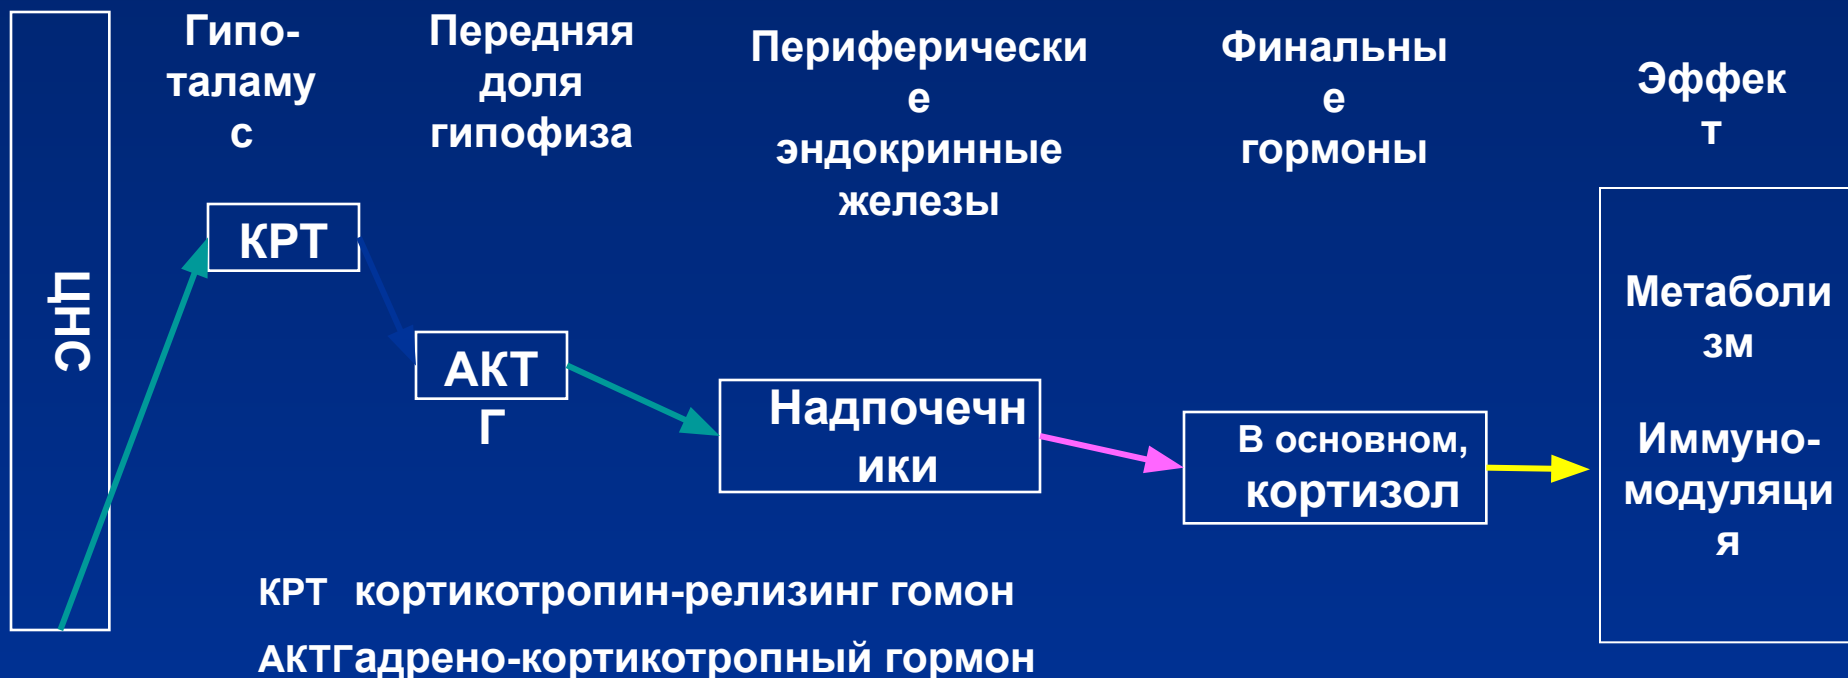 ЦНС
Гипо-
таламу
с
Передняя
доля
гипофиза
Периферически
е
эндокринные
железы
Финальны
е
гормоны
Эффек
т
КРТ
АКТ
Г
Надпочечн
ики
В основном,
кортизол
Метаболи
зм
Иммуно-
модуляци
я
КРТ кортикотропин-релизинг гомон
АКТГадрено-кортикотропный гормон